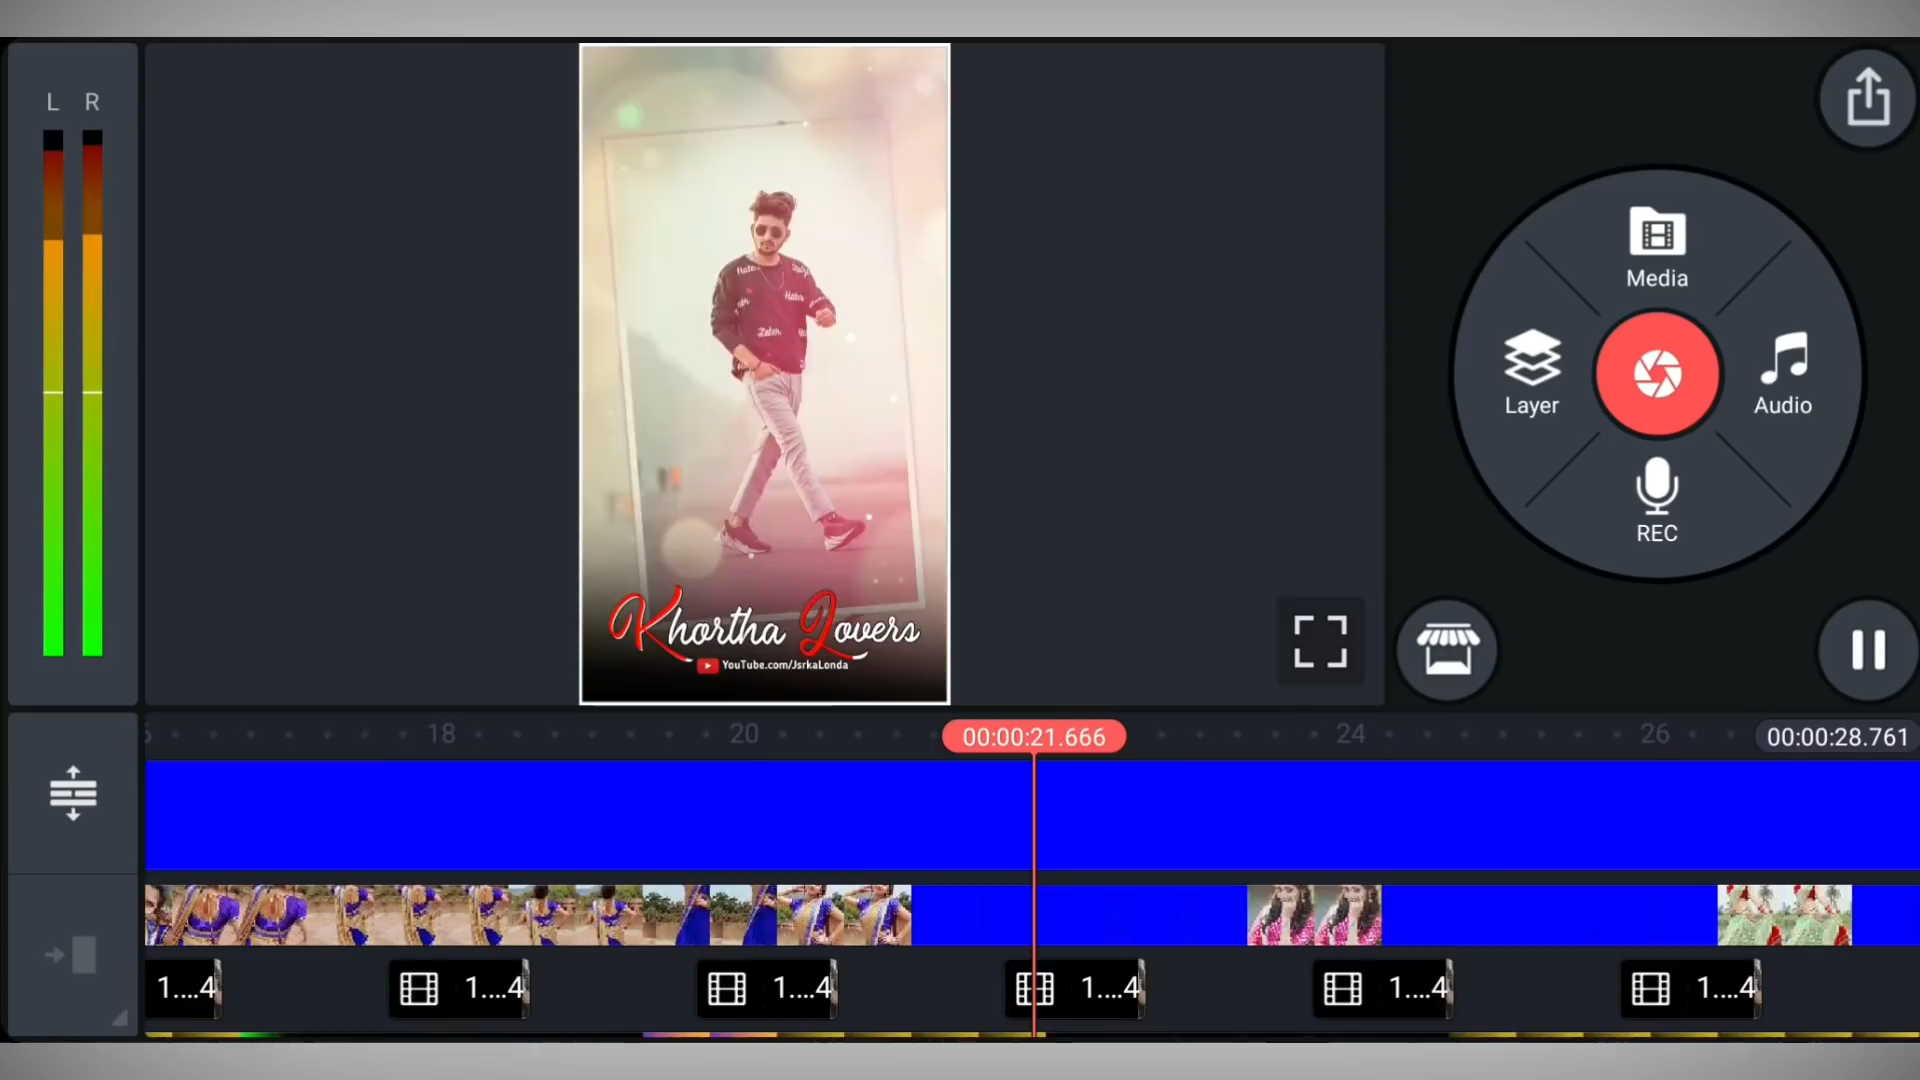 L R
Media
Layer
Audio
REC
Khortha Lovers
YouTube.com/JsrkaLonda
18
20
00:00:21.666
24
26
00:00:28.761
1....4
1....4
1....4
1....4
1....4
1....4